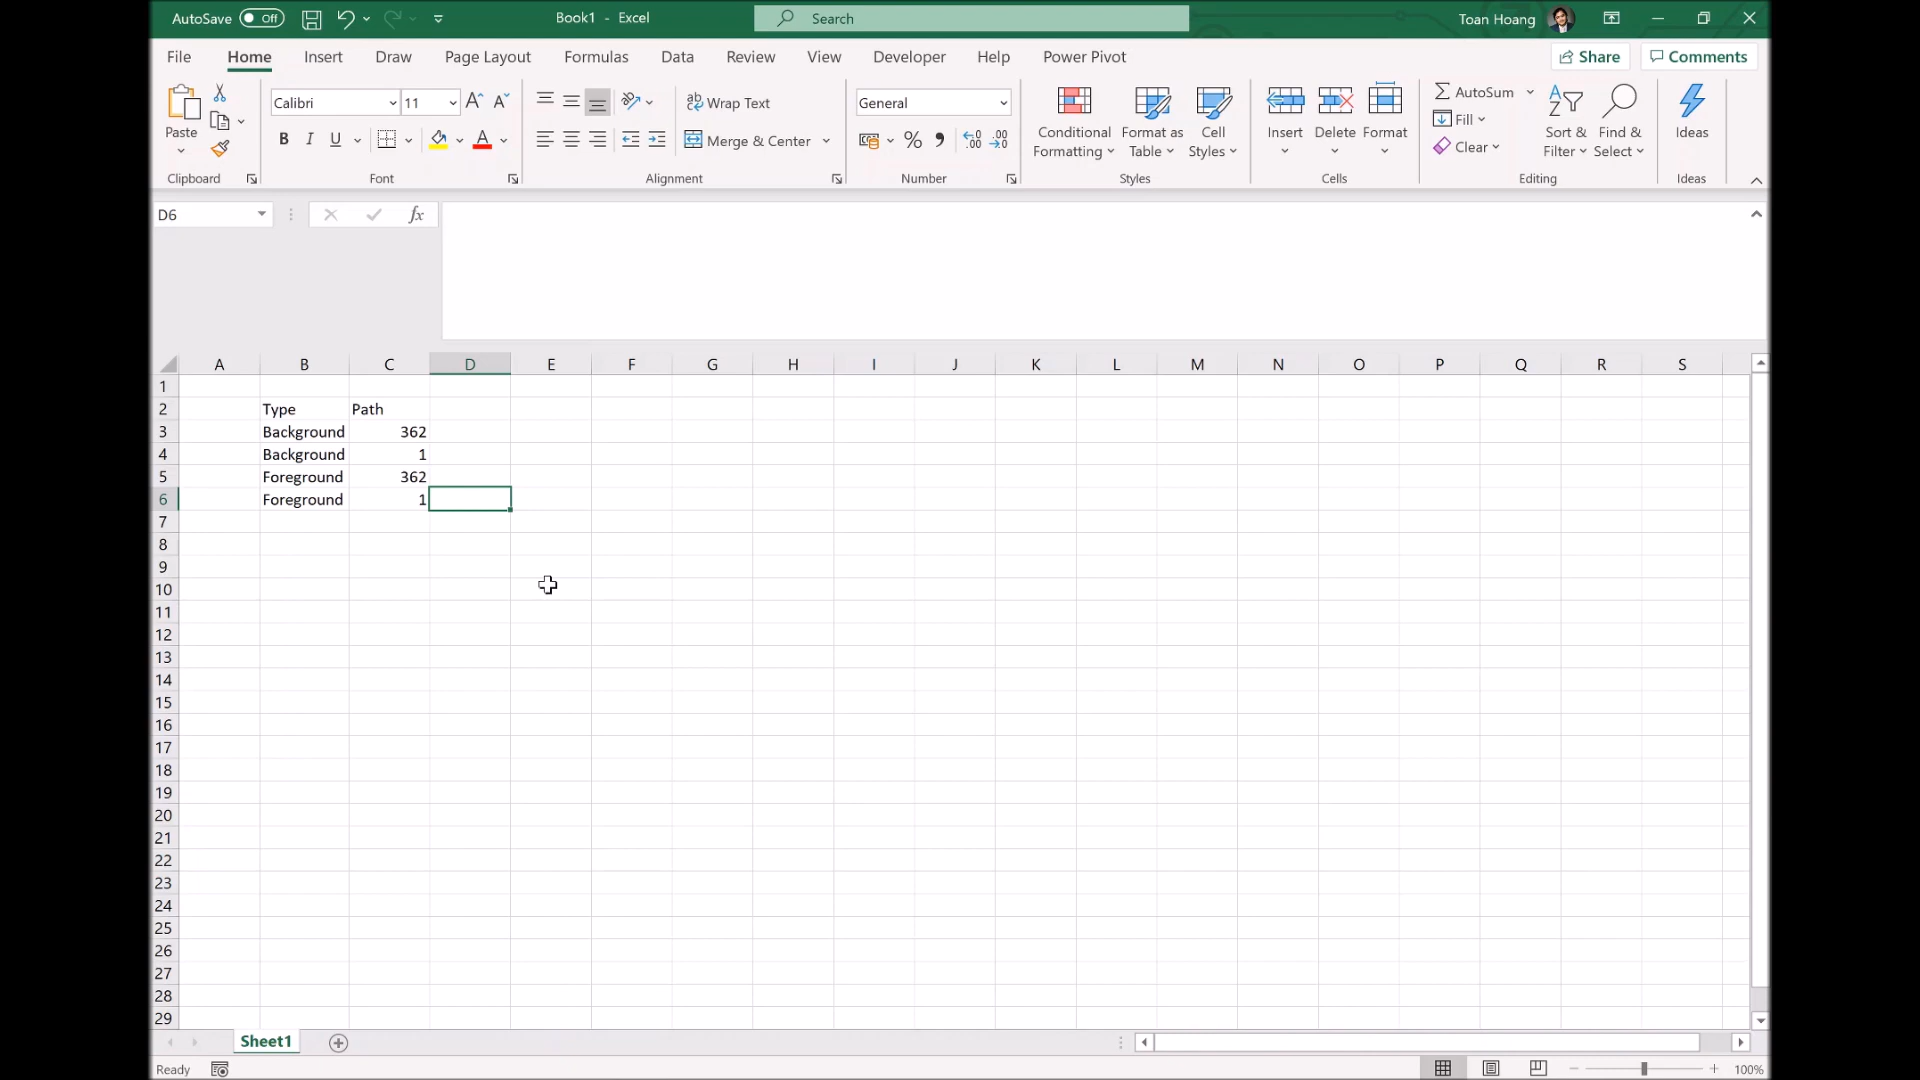 AutoSave Off Book1 - Excel Search Toan Hoang
File Home Insert Draw Page Layout Formulas Data Review View Developer Help Power Pivot Share Comments
Calibri 11 A A ab Wrap Text General AutoSum
Paste B I U A Merge & Center % Conditional Formatting Format as Table Cell Styles Insert Delete Format Fill Clear Sort & Filter Find & Select Ideas
Clipboard Font Alignment Number Styles Cells Editing Ideas
D6 fx
A B C D E F G H I J K L M N O P Q R S
1
2 Type Path
3 Background 362
4 Background 1
5 Foreground 362
6 Foreground 1
7
8
9
10
11
12
13
14
15
16
17
18
19
20
21
22
23
24
25
26
27
28
29
Sheet1
Ready 100%